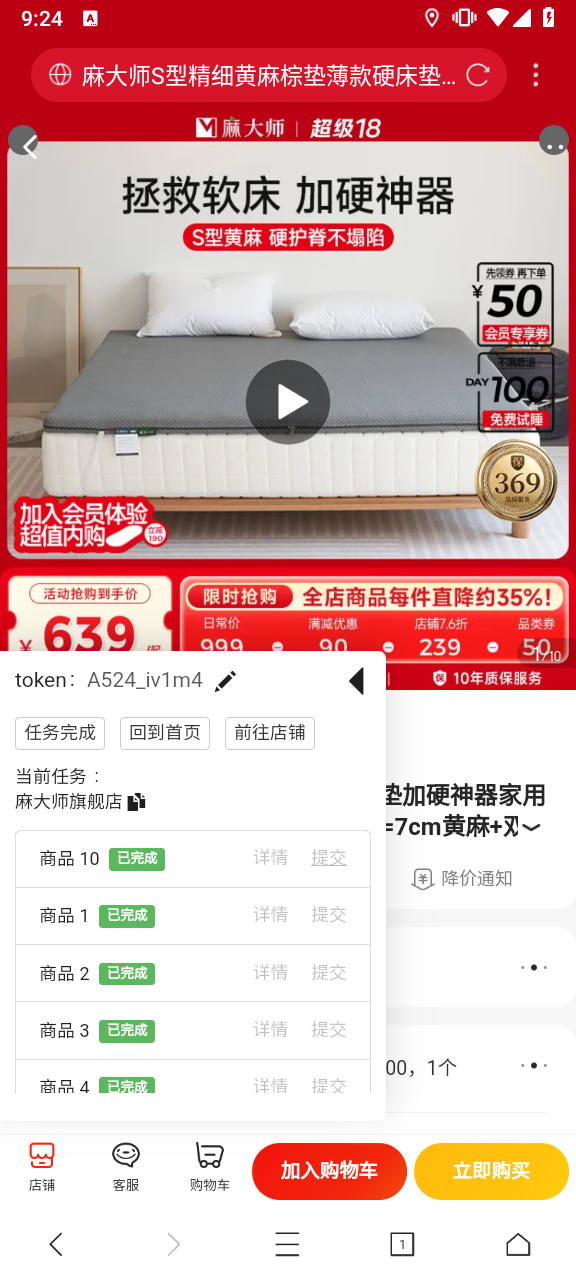 9:24
麻大师S型精细黄麻棕垫薄款硬床垫...
麻大师 | 超级18
拯救软床 加硬神器
S型黄麻 硬护脊不塌陷
先领券 再下单
¥50
会员专享券
不满意退
DAY100
免费试睡
保
369
品质服务
加入会员体验
超值内购
立减
190
活动抢购到手价
¥639/起
限时抢购 全店商品每件直降约35%!
日常价 满减优惠 店铺7.6折 品类券
999 - 90 - 239 - 50
1/10
保 10年质保服务
token: A524_iv1m4
任务完成 回到首页 前往店铺
当前任务 :
麻大师旗舰店
垫加硬神器家用
=7cm黄麻+双
降价通知
商品 10 已完成 详情 提交
商品 1 已完成 详情 提交
商品 2 已完成 详情 提交
商品 3 已完成 详情 提交
00，1个
商品 4 已完成 详情 提交
店铺 客服 购物车 加入购物车 立即购买
1